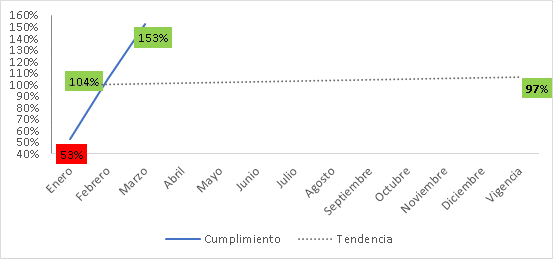 160%
150%
140%
130%
120%
110%
100%
90%
80%
70%
60%
50%
40%
153%
104%
97%
53%
Enero
Febrero
Marzo
Abril
Mayo
Junio
Julio
Agosto
Septiembre
Octubre
Noviembre
Diciembre
Vigencia
Cumplimiento
Tendencia